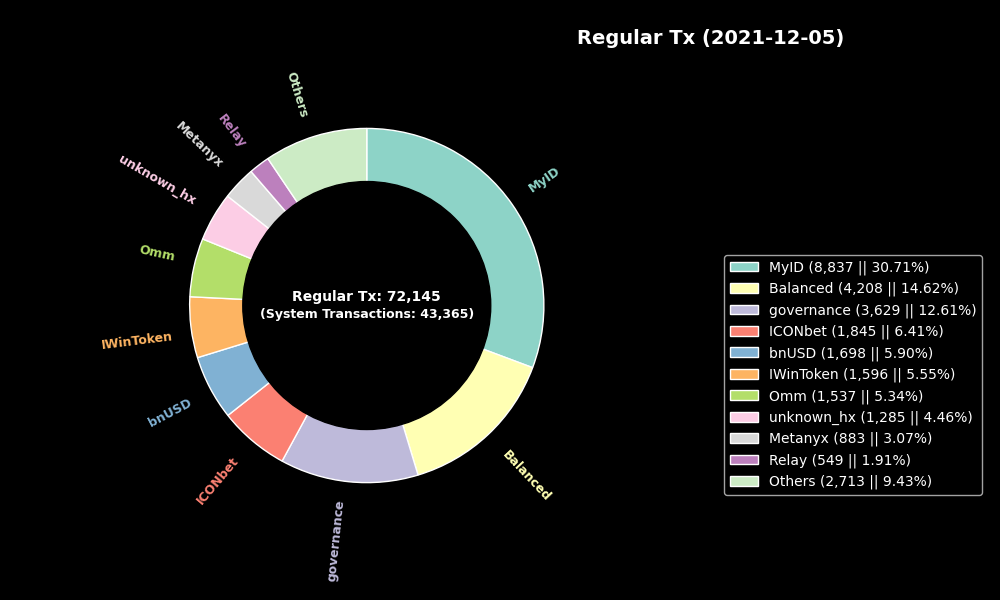 Regular Tx (2021-12-05)
Others
Relay
Metanyx
unknown_hx
Omm
IWinToken
bnUSD
ICONbet
governance
Balanced
MyID
Regular Tx: 72,145
(System Transactions: 43,365)
MyID (8,837 || 30.71%)
Balanced (4,208 || 14.62%)
governance (3,629 || 12.61%)
ICONbet (1,845 || 6.41%)
bnUSD (1,698 || 5.90%)
IWinToken (1,596 || 5.55%)
Omm (1,537 || 5.34%)
unknown_hx (1,285 || 4.46%)
Metanyx (883 || 3.07%)
Relay (549 || 1.91%)
Others (2,713 || 9.43%)